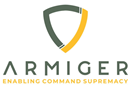 ARMIGER
ENABLING COMMAND SUPREMACY